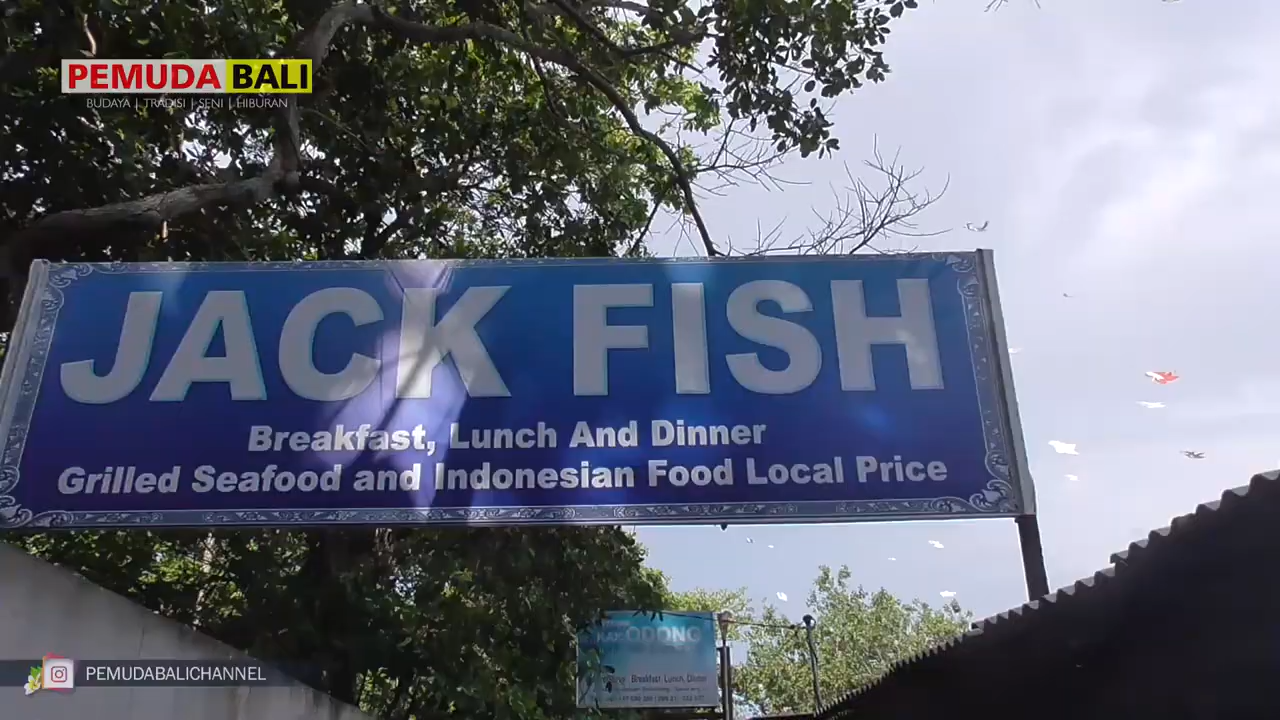 PEMUDA BALI
BUDAYA | TRADISI | SENI | HIBURAN
JACK FISH
Breakfast, Lunch And Dinner
Grilled Seafood and Indonesian Food Local Price
ODONG
Breakfast, Lunch, Dinner
PEMUDABALICHANNEL